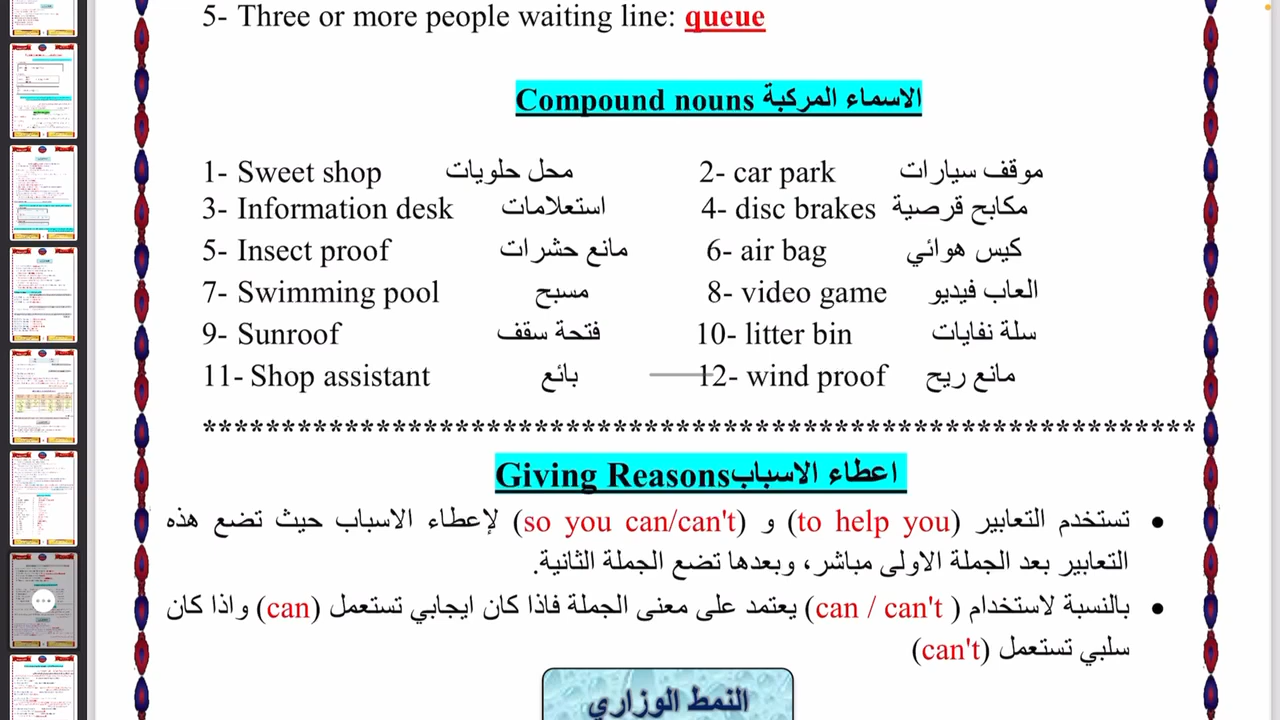 5- Three or more people waiting line: queue
Compound nouns الاسماء المركبة
1- Sweet shop محل حلويات 2- car park موقف سيارات
3- Information desk استعلامات 4- disc brakes مكابح قرصية
5- Insect proof مانع حشرات 6- air bag كيس هوائي
7- Swimming pool مسبح 8- video game العاب فيديو
9- Sunroof فتحة سقف 10- litter bin سلة نفايات
11- Shop assistant بائع 12- wind proof مانع ريح
**************************************************************
Giving Reasons اعطاء الاسباب
• تستخدم التعابير (to help you) و (so you can/can't) لإعطاء الاسباب حيث تضع هذه
التعابير بعد الجملة الاولى مباشر، وبعدها تضع الجملة الثانية.
• بالنسبة لاستخدام ( can / can't) يعتمد على معنى الجملة فاذا كان ايجابي تستعمل (can) واذا كان
سلبي تستعمل (can't)
النمط الوزاري